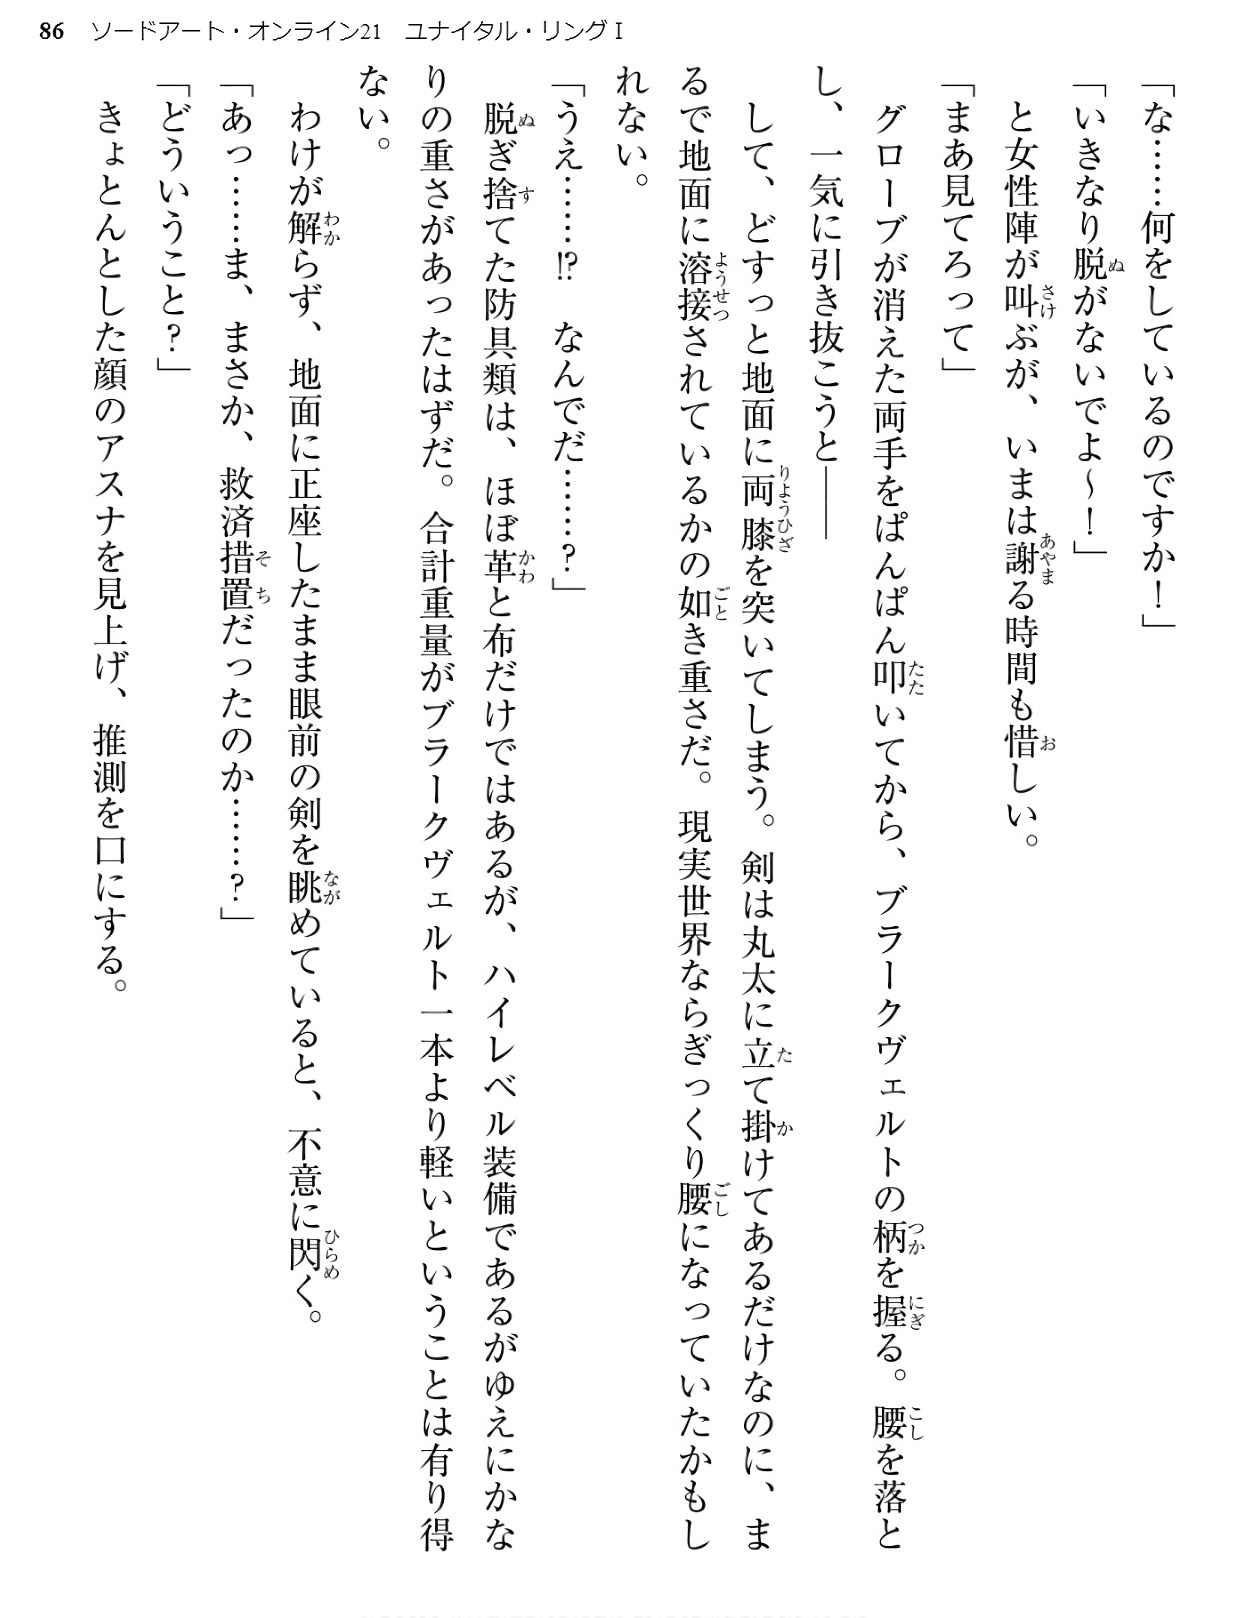 86 ソードアート・オンライン21 ユナイタル・リングⅠ
「な……何をしているのですか！」
「いきなり脱がないでよ～！」
と女性陣が叫ぶが、いまは謝る時間も惜しい。
「まあ見てろって」
グローブが消えた両手をぱんぱん叩いてから、ブラークヴェルトの柄を握る。腰を落と
し、一気に引き抜こうと――
して、どすっと地面に両膝を突いてしまう。剣は丸太に立て掛けてあるだけなのに、ま
るで地面に溶接されているかの如き重さだ。現実世界ならぎっくり腰になっていたかもし
れない。
「うえ……!? なんでだ……？」
脱ぎ捨てた防具類は、ほぼ革と布だけではあるが、ハイレベル装備であるがゆえにかな
りの重さがあったはずだ。合計重量がブラークヴェルト一本より軽いということは有り得
ない。
わけが解らず、地面に正座したまま眼前の剣を眺めていると、不意に閃く。
「あっ……ま、まさか、救済措置だったのか……？」
「どういうこと？」
きょとんとした顔のアスナを見上げ、推測を口にする。